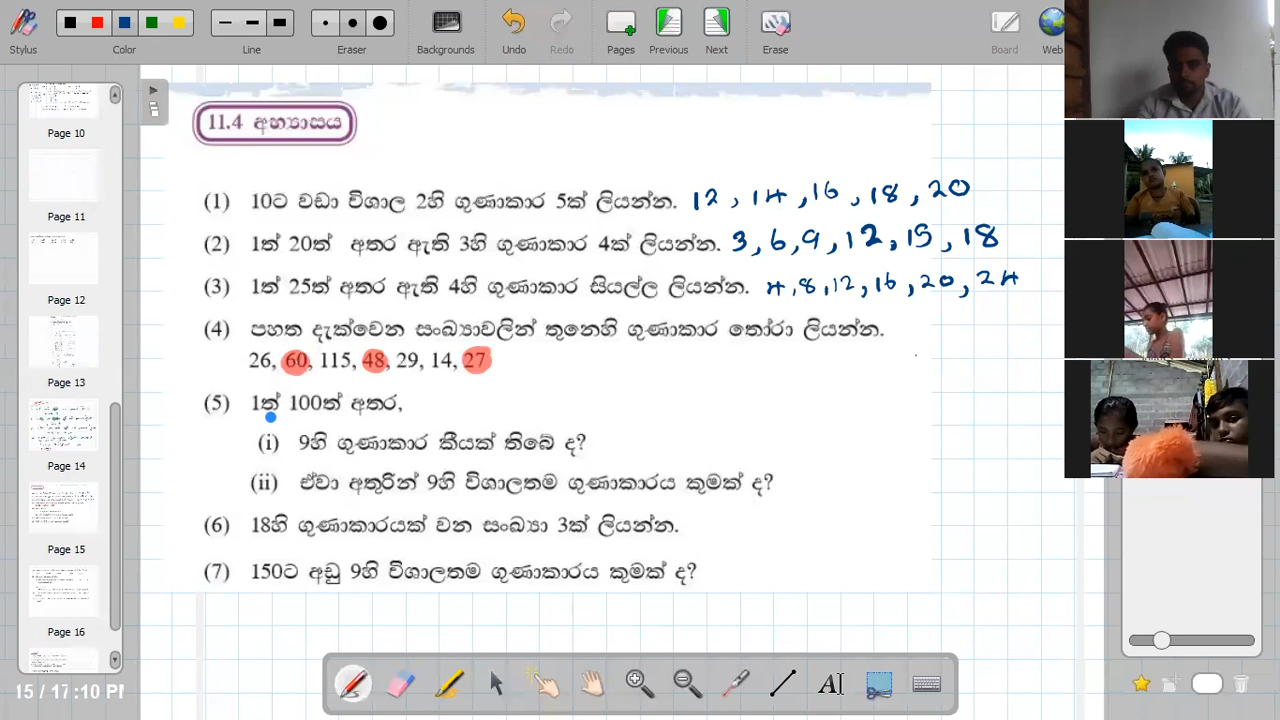 Stylus Color Line Eraser Backgrounds Undo Redo Pages Previous Next Erase Board Web
Page 10
Page 11
Page 12
Page 13
Page 14
Page 15
Page 16
11.4 අභ්‍යාසය
(1) 10ට වඩා විශාල 2හි ගුණාකාර 5ක් ලියන්න. 12, 14, 16, 18, 20
(2) 1ත් 20ත් අතර ඇති 3හි ගුණාකාර 4ක් ලියන්න. 3, 6, 9, 12, 15, 18
(3) 1ත් 25ත් අතර ඇති 4හි ගුණාකාර සියල්ල ලියන්න. 4, 8, 12, 16, 20, 24
(4) පහත දැක්වෙන සංඛ්‍යාවලින් තුනෙහි ගුණාකාර තෝරා ලියන්න.
26, 60, 115, 48, 29, 14, 27
(5) 1ත් 100ත් අතර,
(i) 9හි ගුණාකාර කීයක් තිබේ ද?
(ii) ඒවා අතුරින් 9හි විශාලතම ගුණාකාරය කුමක් ද?
(6) 18හි ගුණාකාරයක් වන සංඛ්‍යා 3ක් ලියන්න.
(7) 150ට අඩු 9හි විශාලතම ගුණාකාරය කුමක් ද?
15 / 17:10 PM